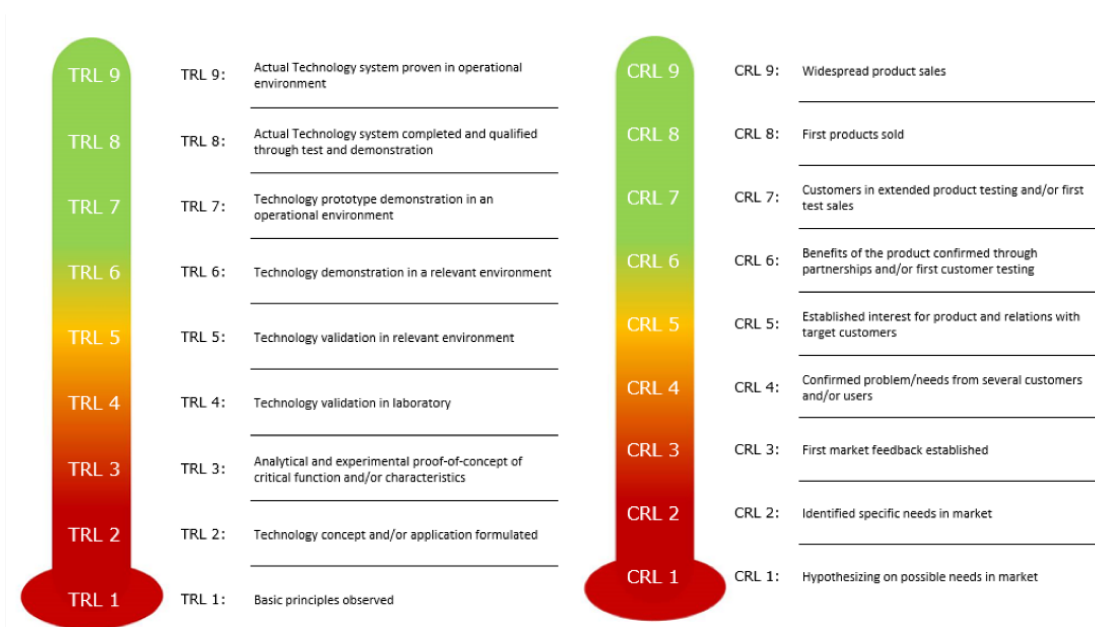 TRL 9
TRL 9:
Actual Technology system proven in operational
environment
TRL 8
TRL 8:
Actual Technology system completed and qualified
through test and demonstration
TRL 7
TRL 7:
Technology prototype demonstration in an
operational environment
TRL 6
TRL 6:
Technology demonstration in a relevant environment
TRL 5
TRL 5:
Technology validation in relevant environment
TRL 4
TRL 4:
Technology validation in laboratory
TRL 3
TRL 3:
Analytical and experimental proof-of-concept of
critical function and/or characteristics
TRL 2
TRL 2:
Technology concept and/or application formulated
TRL 1
TRL 1:
Basic principles observed
CRL 9
CRL 9:
Widespread product sales
CRL 8
CRL 8:
First products sold
CRL 7
CRL 7:
Customers in extended product testing and/or first
test sales
CRL 6
CRL 6:
Benefits of the product confirmed through
partnerships and/or first customer testing
CRL 5
CRL 5:
Established interest for product and relations with
target customers
CRL 4
CRL 4:
Confirmed problem/needs from several customers
and/or users
CRL 3
CRL 3:
First market feedback established
CRL 2
CRL 2:
Identified specific needs in market
CRL 1
CRL 1:
Hypothesizing on possible needs in market